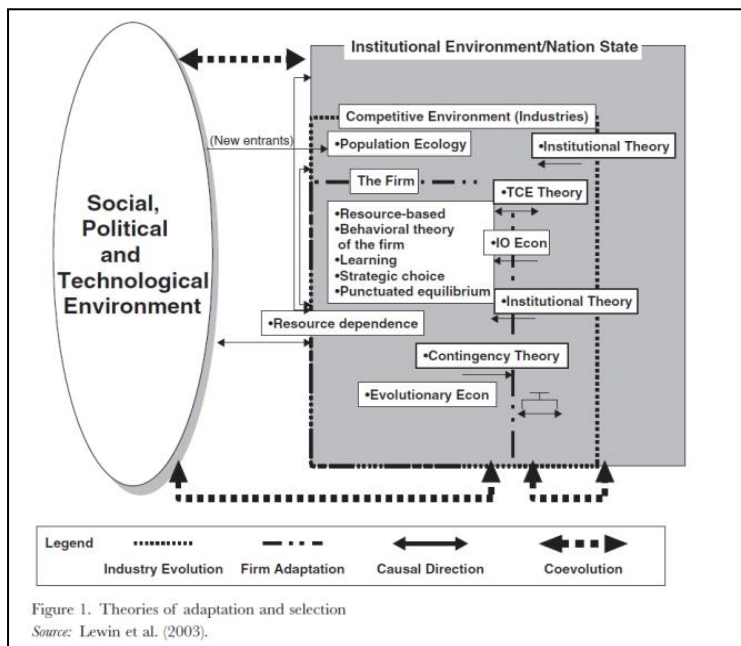 Institutional Environment/Nation State
Competitive Environment (Industries)
(New entrants)
•Population Ecology
•Institutional Theory
The Firm
•TCE Theory
Social,
Political
and
Technological
Environment
•Resource-based
•Behavioral theory
of the firm
•Learning
•Strategic choice
•Punctuated equilibrium
•IO Econ
•Institutional Theory
•Resource dependence
•Contingency Theory
•Evolutionary Econ
Legend
Industry Evolution
Firm Adaptation
Causal Direction
Coevolution
Figure 1. Theories of adaptation and selection
Source: Lewin et al. (2003).